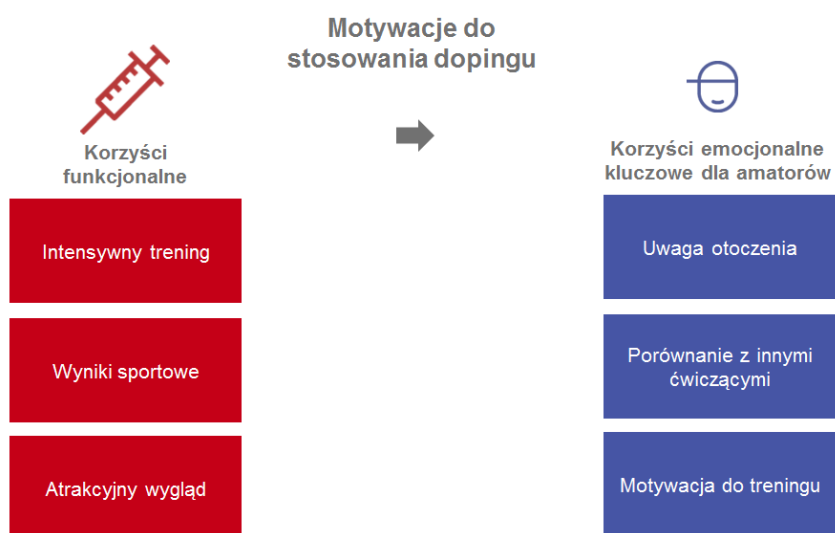 Motywacje do
stosowania dopingu
Korzyści
funkcjonalne
Intensywny trening
Wyniki sportowe
Atrakcyjny wygląd
Korzyści emocjonalne
kluczowe dla amatorów
Uwaga otoczenia
Porównanie z innymi
ćwiczącymi
Motywacja do treningu